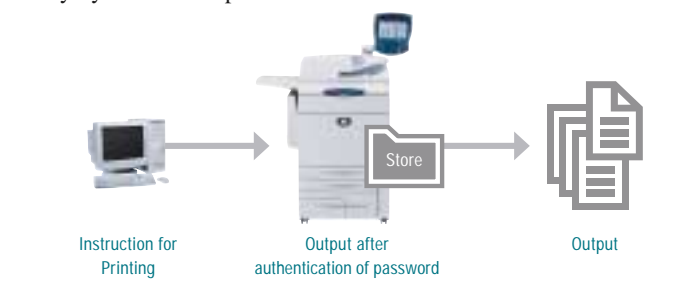 Store
Instruction for
Printing
Output after
authentication of password
Output